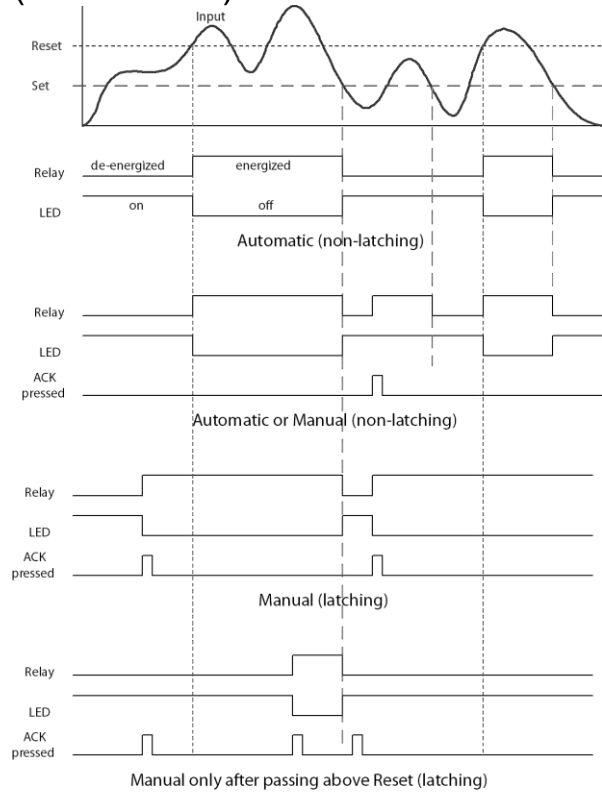 Input
Reset
Set
Relay de-energized energized
LED on off
Automatic (non-latching)
Relay
LED
ACK
pressed
Automatic or Manual (non-latching)
Relay
LED
ACK
pressed
Manual (latching)
Relay
LED
ACK
pressed
Manual only after passing above Reset (latching)